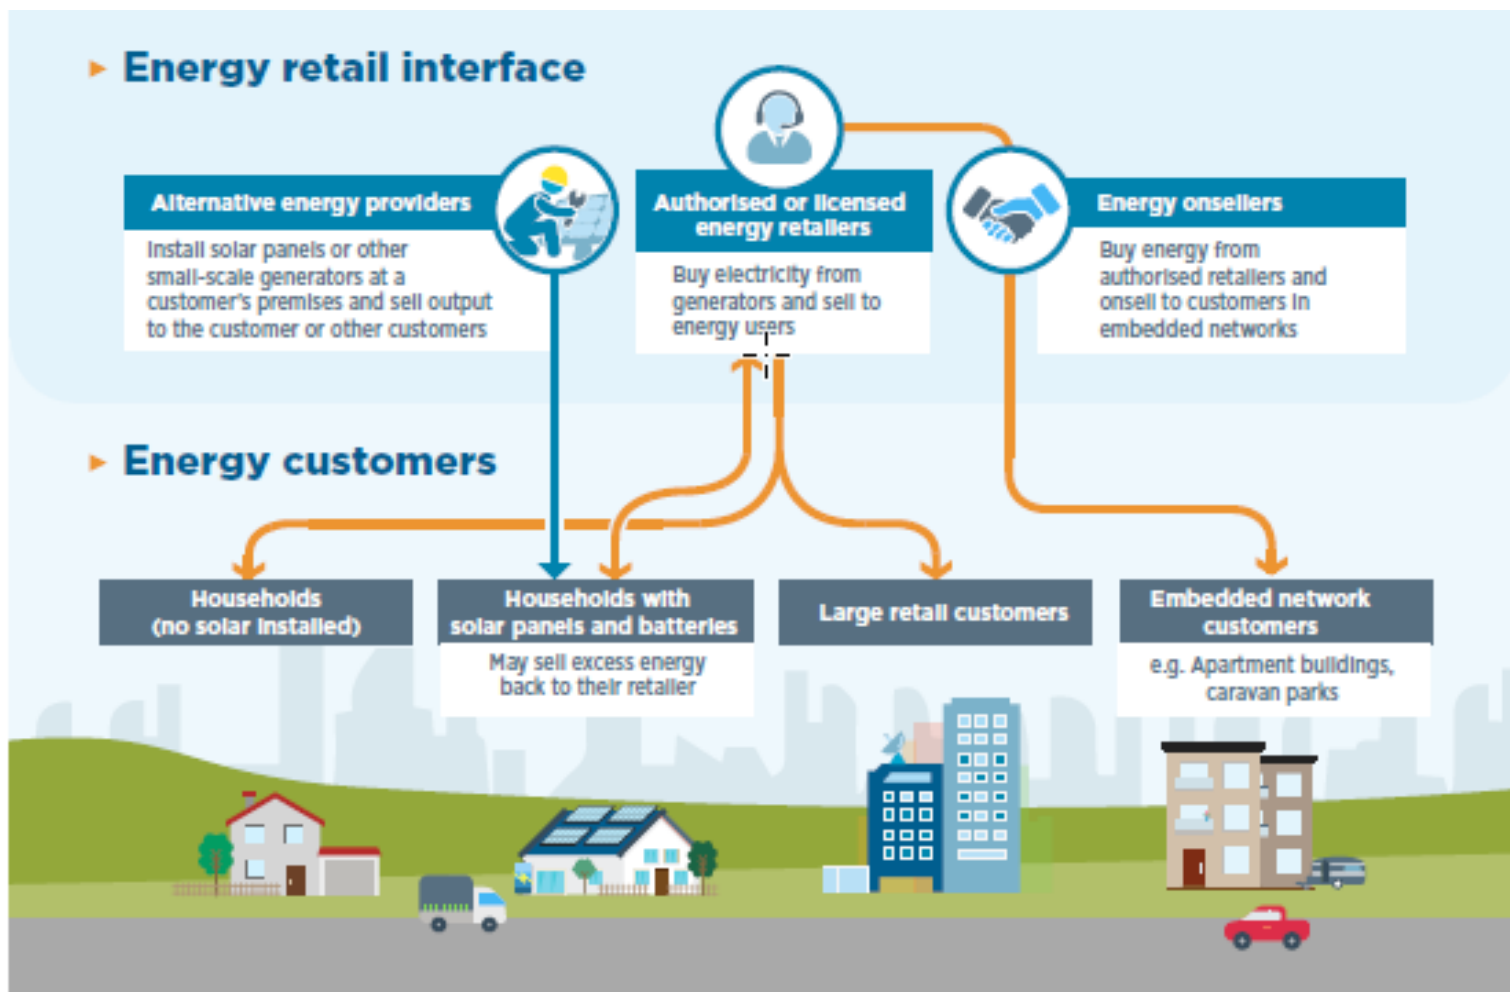 Energy retail interface
Alternative energy providers
Install solar panels or other
small-scale generators at a
customer's premises and sell output
to the customer or other customers
Authorised or licensed
energy retailers
Buy electricity from
generators and sell to
energy users
Energy onsellers
Buy energy from
authorised retailers and
onsell to customers in
embedded networks
Energy customers
Households
(no solar installed)
Households with
solar panels and batteries
May sell excess energy
back to their retailer
Large retail customers
Embedded network
customers
e.g. Apartment buildings,
caravan parks